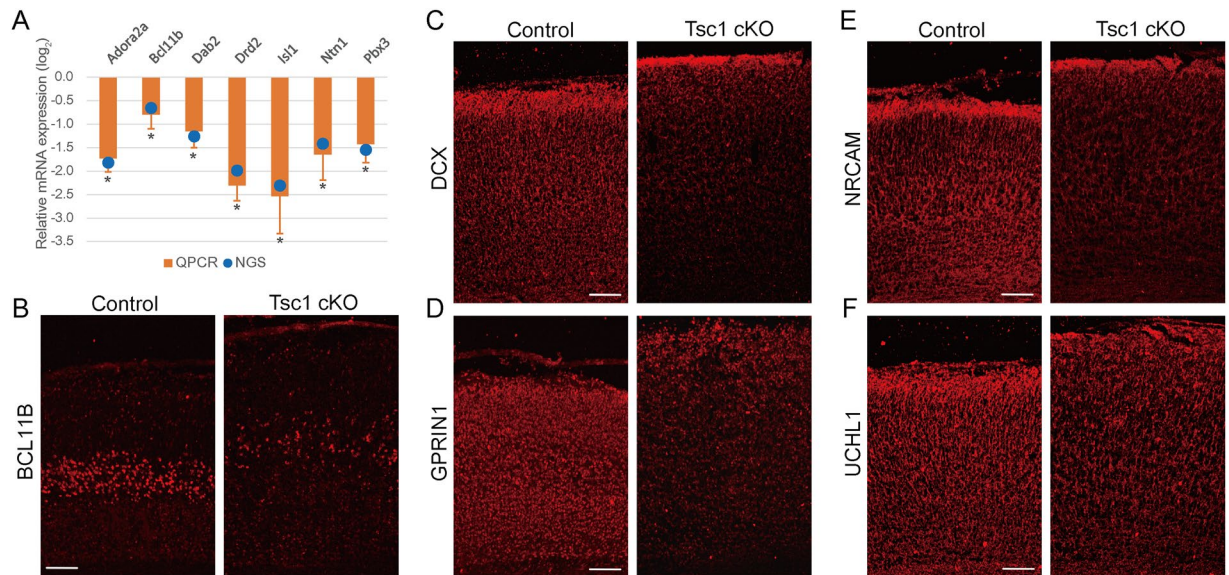 A
Adora2a
Bcl11b
Dab2
Drd2
Isl1
Ntn1
Pbx3
Relative mRNA expression (log2)
0.0
-0.5
-1.0
-1.5
-2.0
-2.5
-3.0
-3.5
*
*
*
*
*
*
*
QPCR NGS
B
Control Tsc1 cKO
BCL11B
C
Control Tsc1 cKO
DCX
D
GPRIN1
E
Control Tsc1 cKO
NRCAM
F
UCHL1